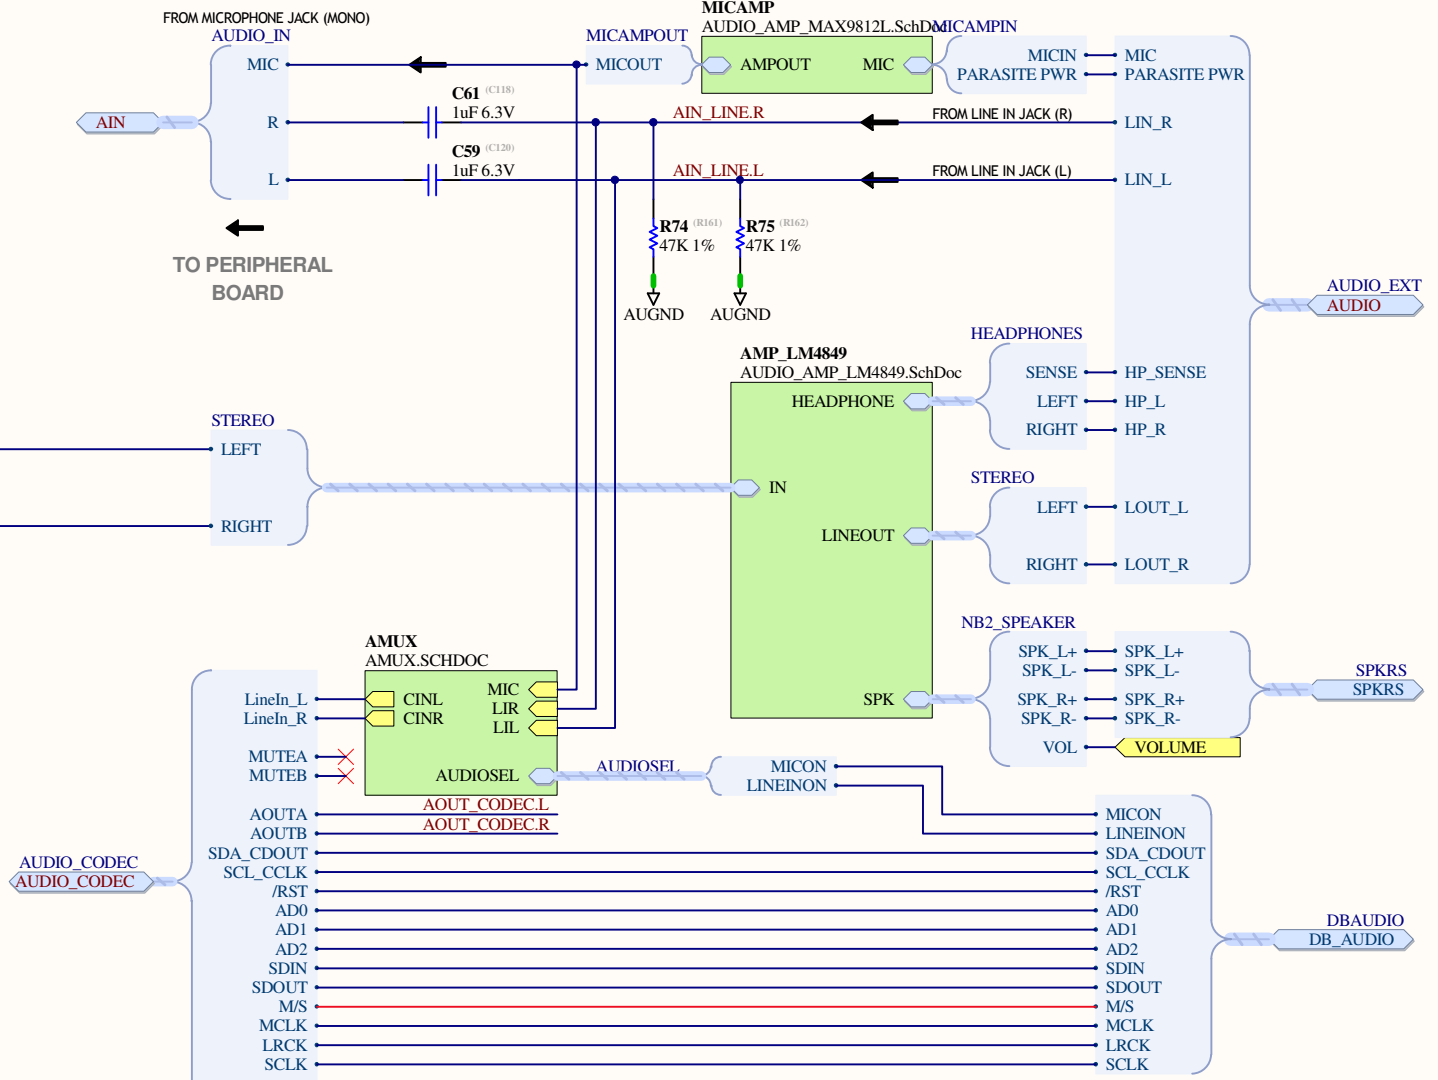 FROM MICROPHONE JACK (MONO)
AUDIO_IN
MIC
R
L
AIN
TO PERIPHERAL
BOARD
C61 (C118)
1uF 6.3V
C59 (C120)
1uF 6.3V
MICAMPOUT
MICOUT
MICAMP
AUDIO_AMP_MAX9812L.SchDoc
AMPOUT
MIC
MICAMPIN
MICIN
PARASITE PWR
MIC
PARASITE PWR
AIN_LINE.R
FROM LINE IN JACK (R)
LIN_R
AIN_LINE.L
FROM LINE IN JACK (L)
LIN_L
R74 (R161)
47K 1%
AUGND
R75 (R162)
47K 1%
AUGND
AUDIO_EXT
AUDIO
AMP_LM4849
AUDIO_AMP_LM4849.SchDoc
HEADPHONE
IN
LINEOUT
SPK
HEADPHONES
SENSE
LEFT
RIGHT
HP_SENSE
HP_L
HP_R
STEREO
LEFT
RIGHT
LOUT_L
LOUT_R
STEREO
LEFT
RIGHT
NB2_SPEAKER
SPK_L+
SPK_L-
SPK_R+
SPK_R-
VOL
SPK_L+
SPK_L-
SPK_R+
SPK_R-
VOLUME
SPKRS
SPKRS
AMUX
AMUX.SCHDOC
CINL
CINR
MIC
LIR
LIL
AUDIOSEL
AUDIOSEL
MICON
LINEINON
AOUT_CODEC.L
AOUT_CODEC.R
AUDIO_CODEC
AUDIO_CODEC
LineIn_L
LineIn_R
MUTEA
MUTEB
AOUTA
AOUTB
SDA_CDOUT
SCL_CCLK
/RST
AD0
AD1
AD2
SDIN
SDOUT
M/S
MCLK
LRCK
SCLK
MICON
LINEINON
SDA_CDOUT
SCL_CCLK
/RST
AD0
AD1
AD2
SDIN
SDOUT
M/S
MCLK
LRCK
SCLK
DBAUDIO
DB_AUDIO